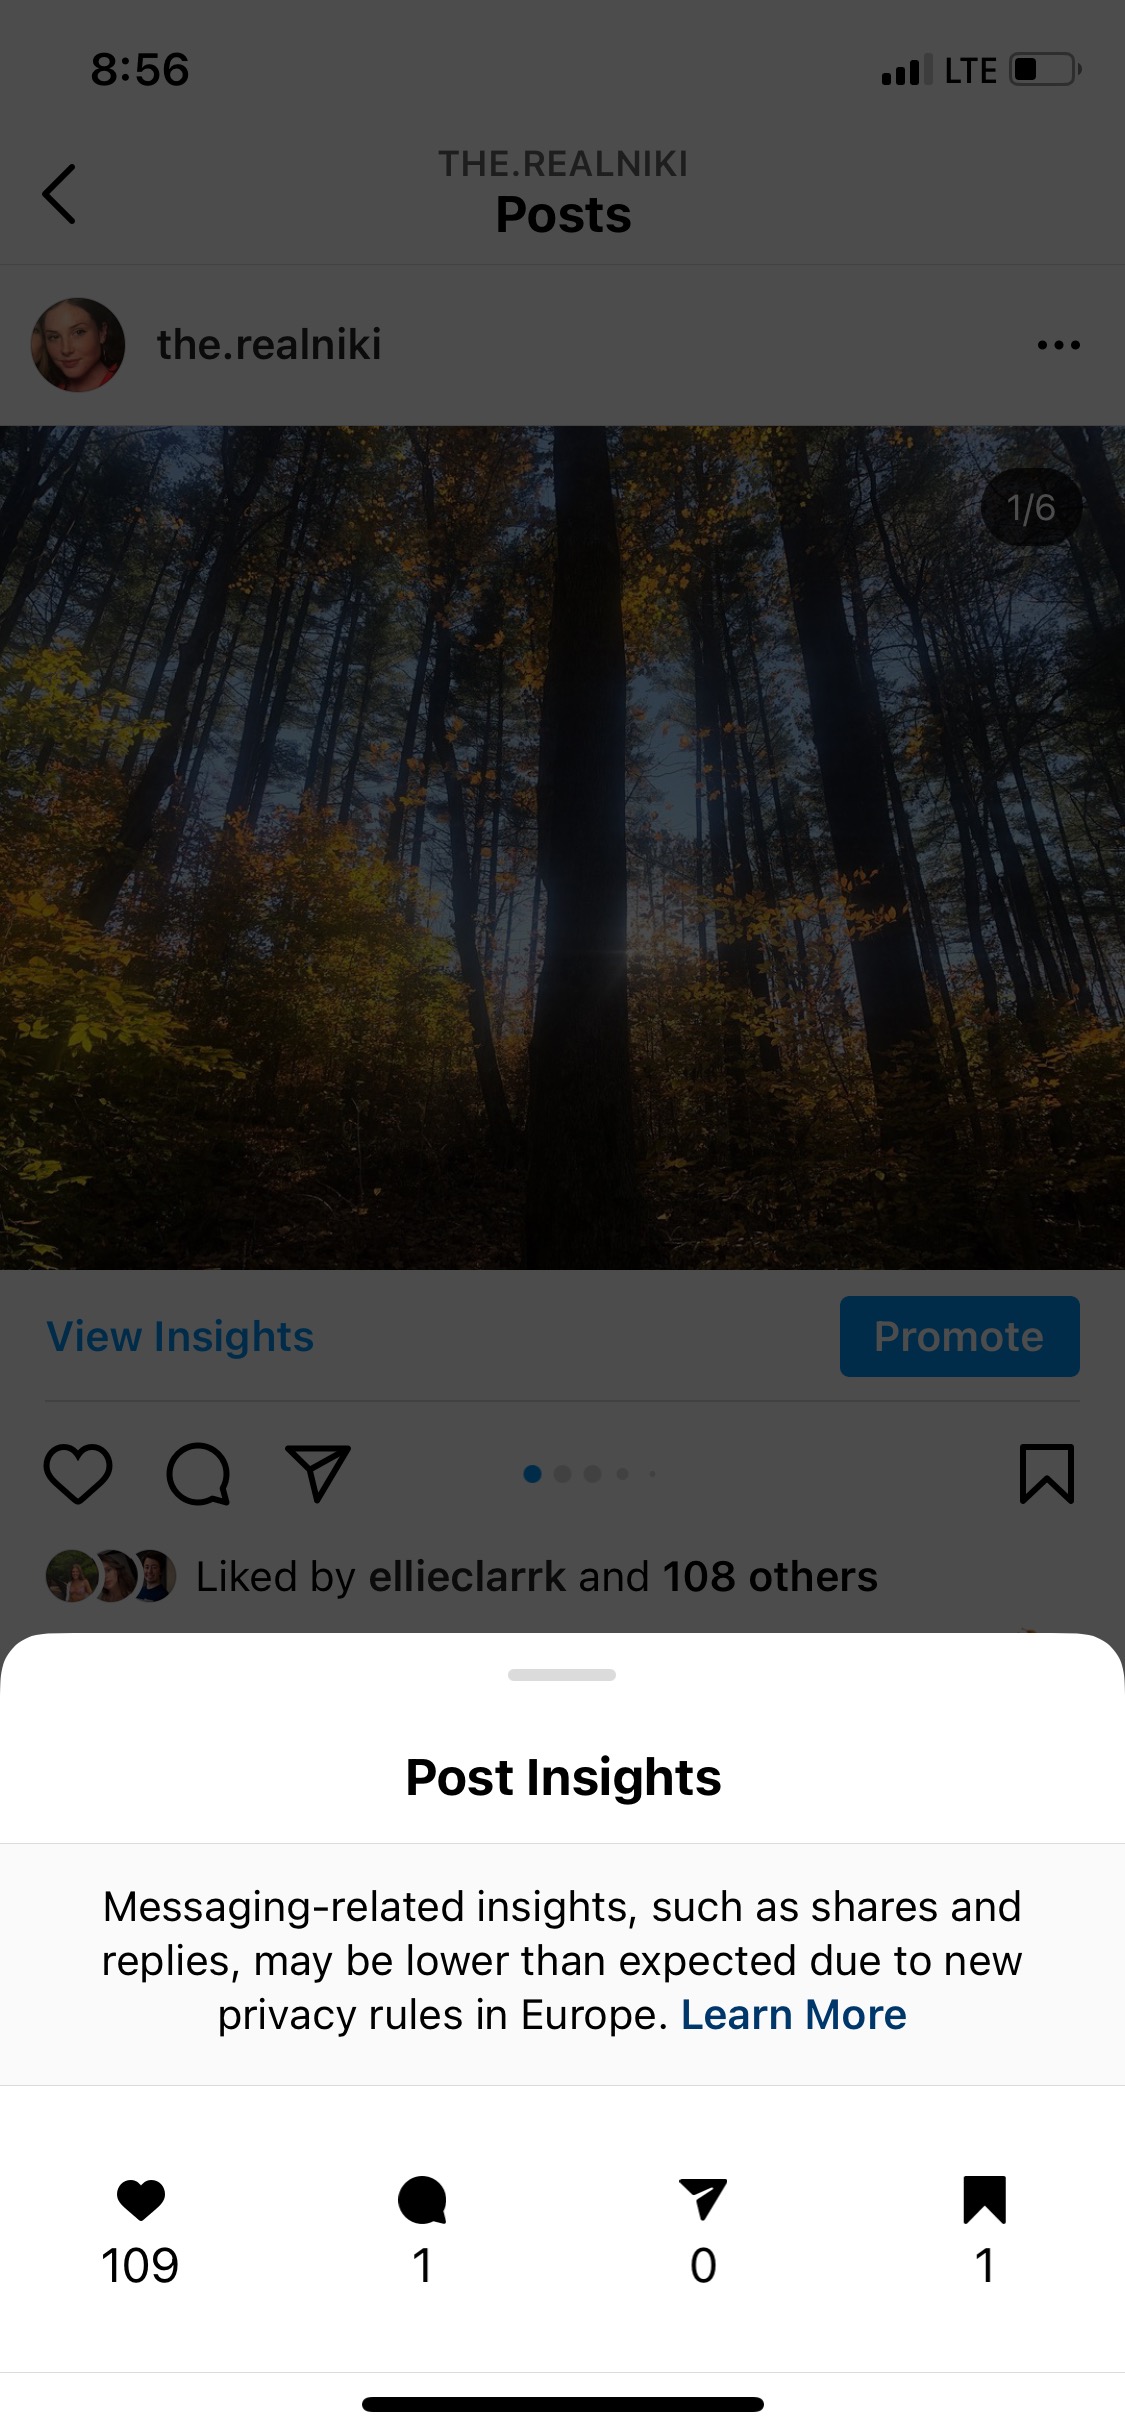 8:56
LTE
THE.REALNIKI
Posts
the.realniki
1/6
View Insights
Promote
Liked by ellieclarrk and 108 others
Post Insights
Messaging-related insights, such as shares and
replies, may be lower than expected due to new
privacy rules in Europe. Learn More
109 1 0 1